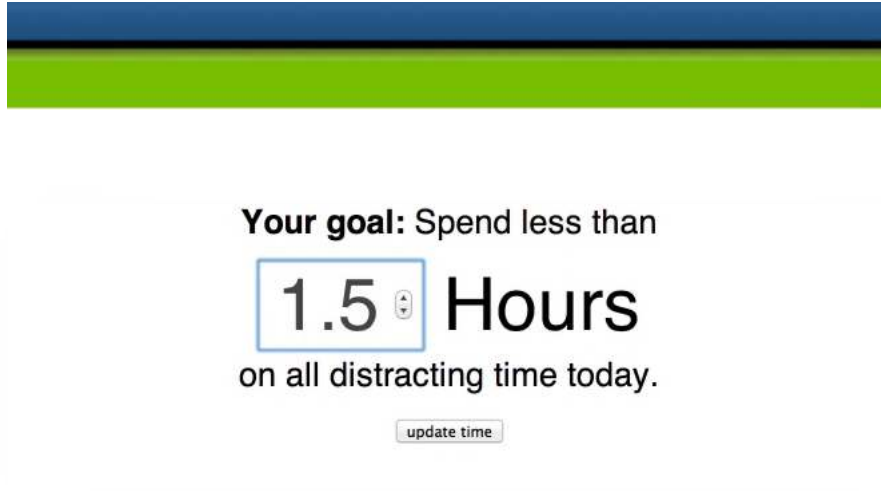 Your goal: Spend less than
1.5 Hours
on all distracting time today.
update time